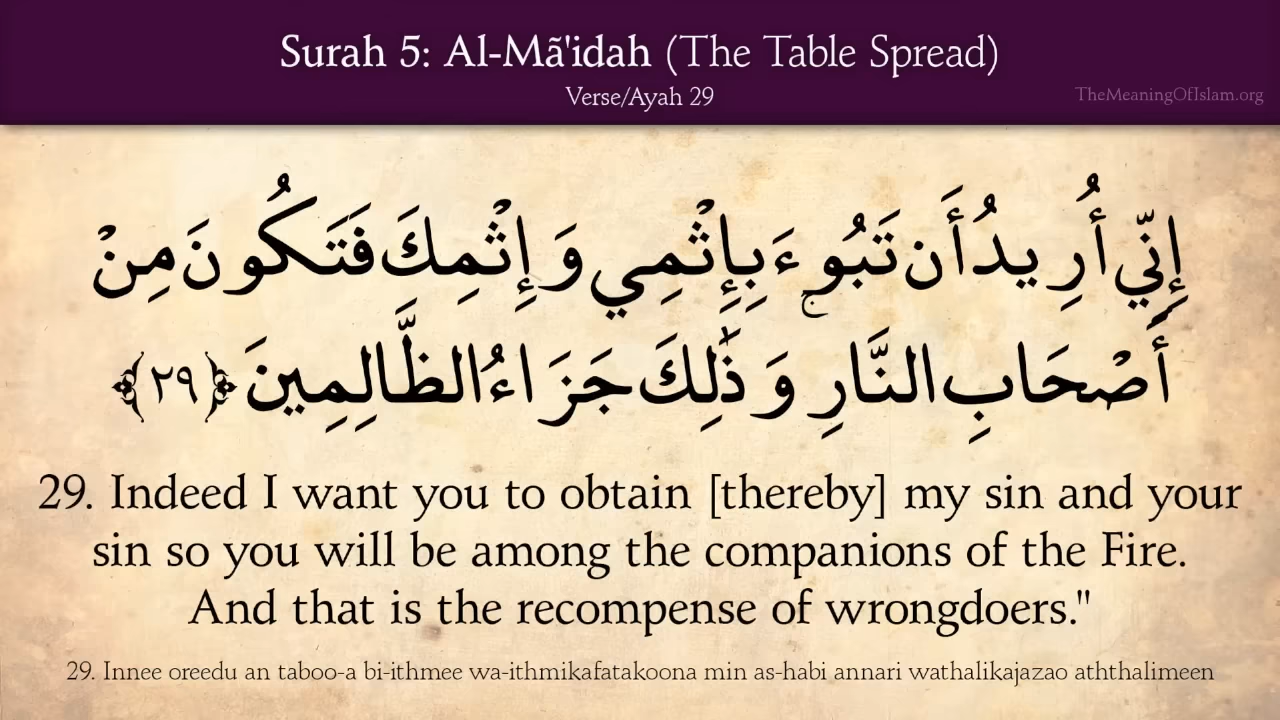 Surah 5: Al-Mã'idah (The Table Spread)
Verse/Ayah 29
TheMeaningOfIslam.org
إِنِّي أُرِيدُ أَن تَبُوءَ بِإِثْمِي وَإِثْمِكَ فَتَكُونَ مِنْ
أَصْحَابِ النَّارِ ۚ وَذَٰلِكَ جَزَاءُ الظَّالِمِينَ ﴿٢٩﴾
29. Indeed I want you to obtain [thereby] my sin and your
sin so you will be among the companions of the Fire.
And that is the recompense of wrongdoers."
29. Innee oreedu an taboo-a bi-ithmee wa-ithmikafatakoona min as-habi annari wathalikajazao aththalimeen